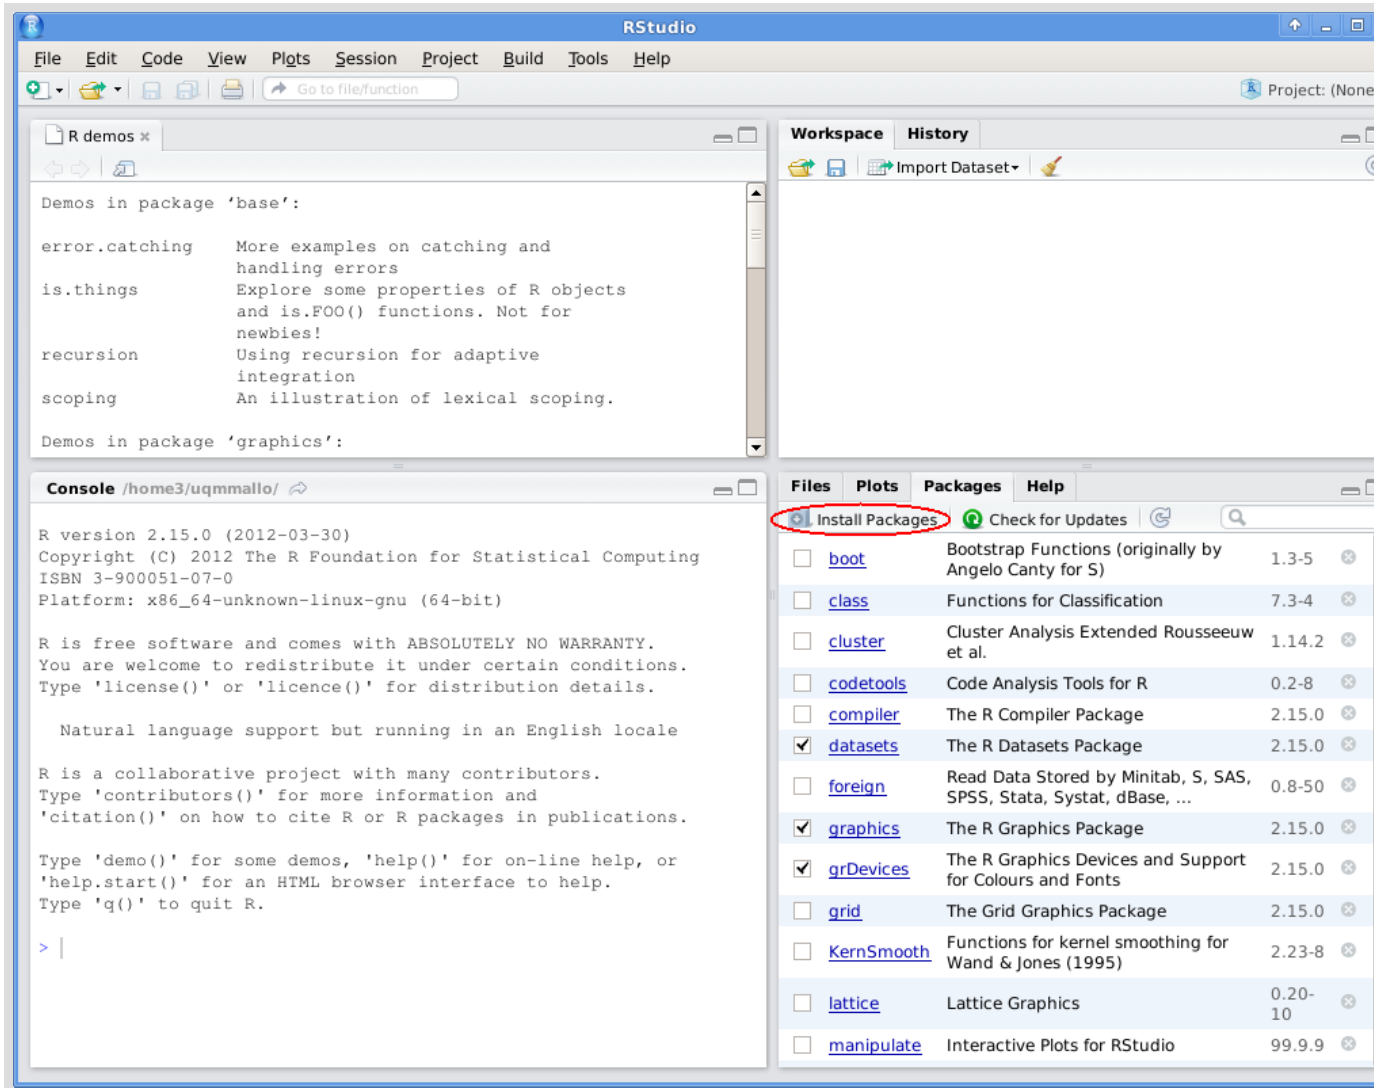 RStudio
File Edit Code View Plots Session Project Build Tools Help
Go to file/function
Project: (None
R demos
Demos in package ‘base’:
error.catching More examples on catching and
handling errors
is.things Explore some properties of R objects
and is.FOO() functions. Not for
newbies!
recursion Using recursion for adaptive
integration
scoping An illustration of lexical scoping.
Demos in package ‘graphics’:
Workspace History
Import Dataset
Console /home3/uqmmallo/
R version 2.15.0 (2012-03-30)
Copyright (C) 2012 The R Foundation for Statistical Computing
ISBN 3-900051-07-0
Platform: x86_64-unknown-linux-gnu (64-bit)
R is free software and comes with ABSOLUTELY NO WARRANTY.
You are welcome to redistribute it under certain conditions.
Type 'license()' or 'licence()' for distribution details.
Natural language support but running in an English locale
R is a collaborative project with many contributors.
Type 'contributors()' for more information and
'citation()' on how to cite R or R packages in publications.
Type 'demo()' for some demos, 'help()' for on-line help, or
'help.start()' for an HTML browser interface to help.
Type 'q()' to quit R.
>
Files Plots Packages Help
Install Packages Check for Updates
boot Bootstrap Functions (originally by
Angelo Canty for S) 1.3-5
class Functions for Classification 7.3-4
cluster Cluster Analysis Extended Rousseeuw
et al. 1.14.2
codetools Code Analysis Tools for R 0.2-8
compiler The R Compiler Package 2.15.0
datasets The R Datasets Package 2.15.0
foreign Read Data Stored by Minitab, S, SAS,
SPSS, Stata, Systat, dBase, ... 0.8-50
graphics The R Graphics Package 2.15.0
grDevices The R Graphics Devices and Support
for Colours and Fonts 2.15.0
grid The Grid Graphics Package 2.15.0
KernSmooth Functions for kernel smoothing for
Wand & Jones (1995) 2.23-8
lattice Lattice Graphics 0.20-
10
manipulate Interactive Plots for RStudio 99.9.9